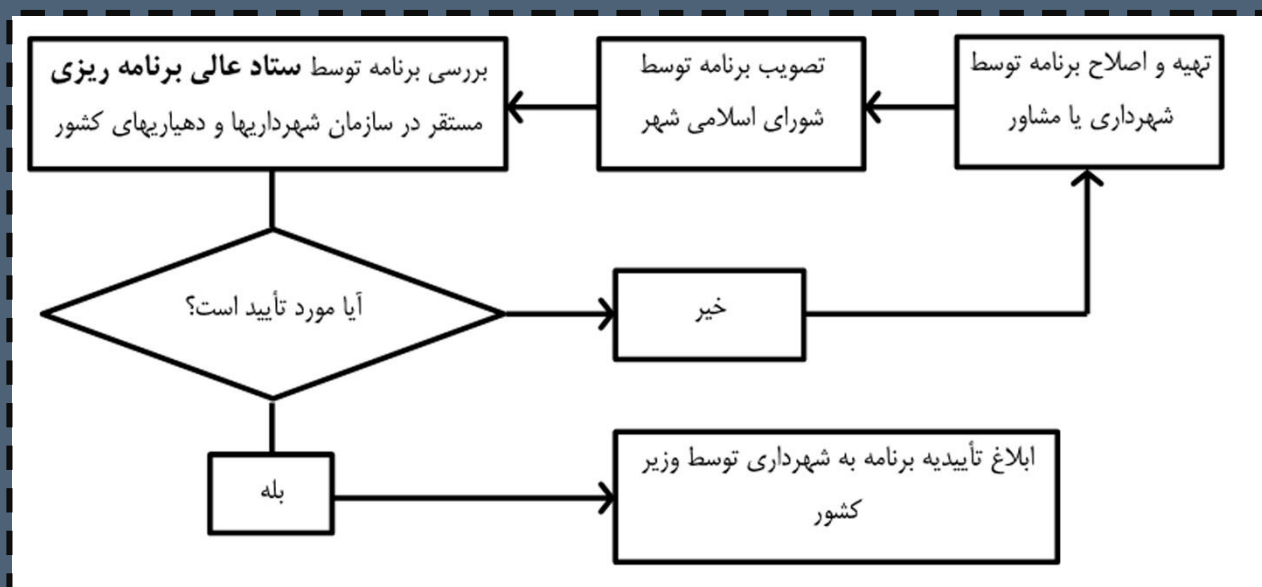 تهیه و اصلاح برنامه توسط
شهرداری یا مشاور
تصویب برنامه توسط
شورای اسلامی شهر
بررسی برنامه توسط ستاد عالی برنامه ریزی
مستقر در سازمان شهرداریها و دهیاریهای کشور
آیا مورد تأیید است؟
خیر
بله
ابلاغ تأییدیه برنامه به شهرداری توسط وزیر
کشور